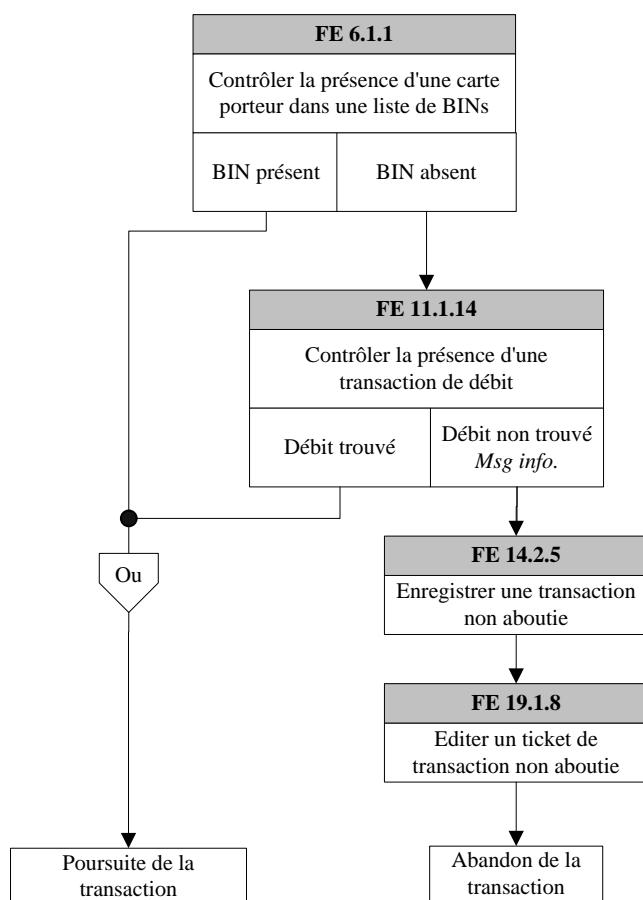 FE 6.1.1
Contrôler la présence d'une carte
porteur dans une liste de BINs
BIN présent
BIN absent
FE 11.1.14
Contrôler la présence d'une
transaction de débit
Débit trouvé
Débit non trouvé
Msg info.
FE 14.2.5
Enregistrer une transaction
non aboutie
Ou
FE 19.1.8
Editer un ticket de
transaction non aboutie
Poursuite de la
transaction
Abandon de la
transaction